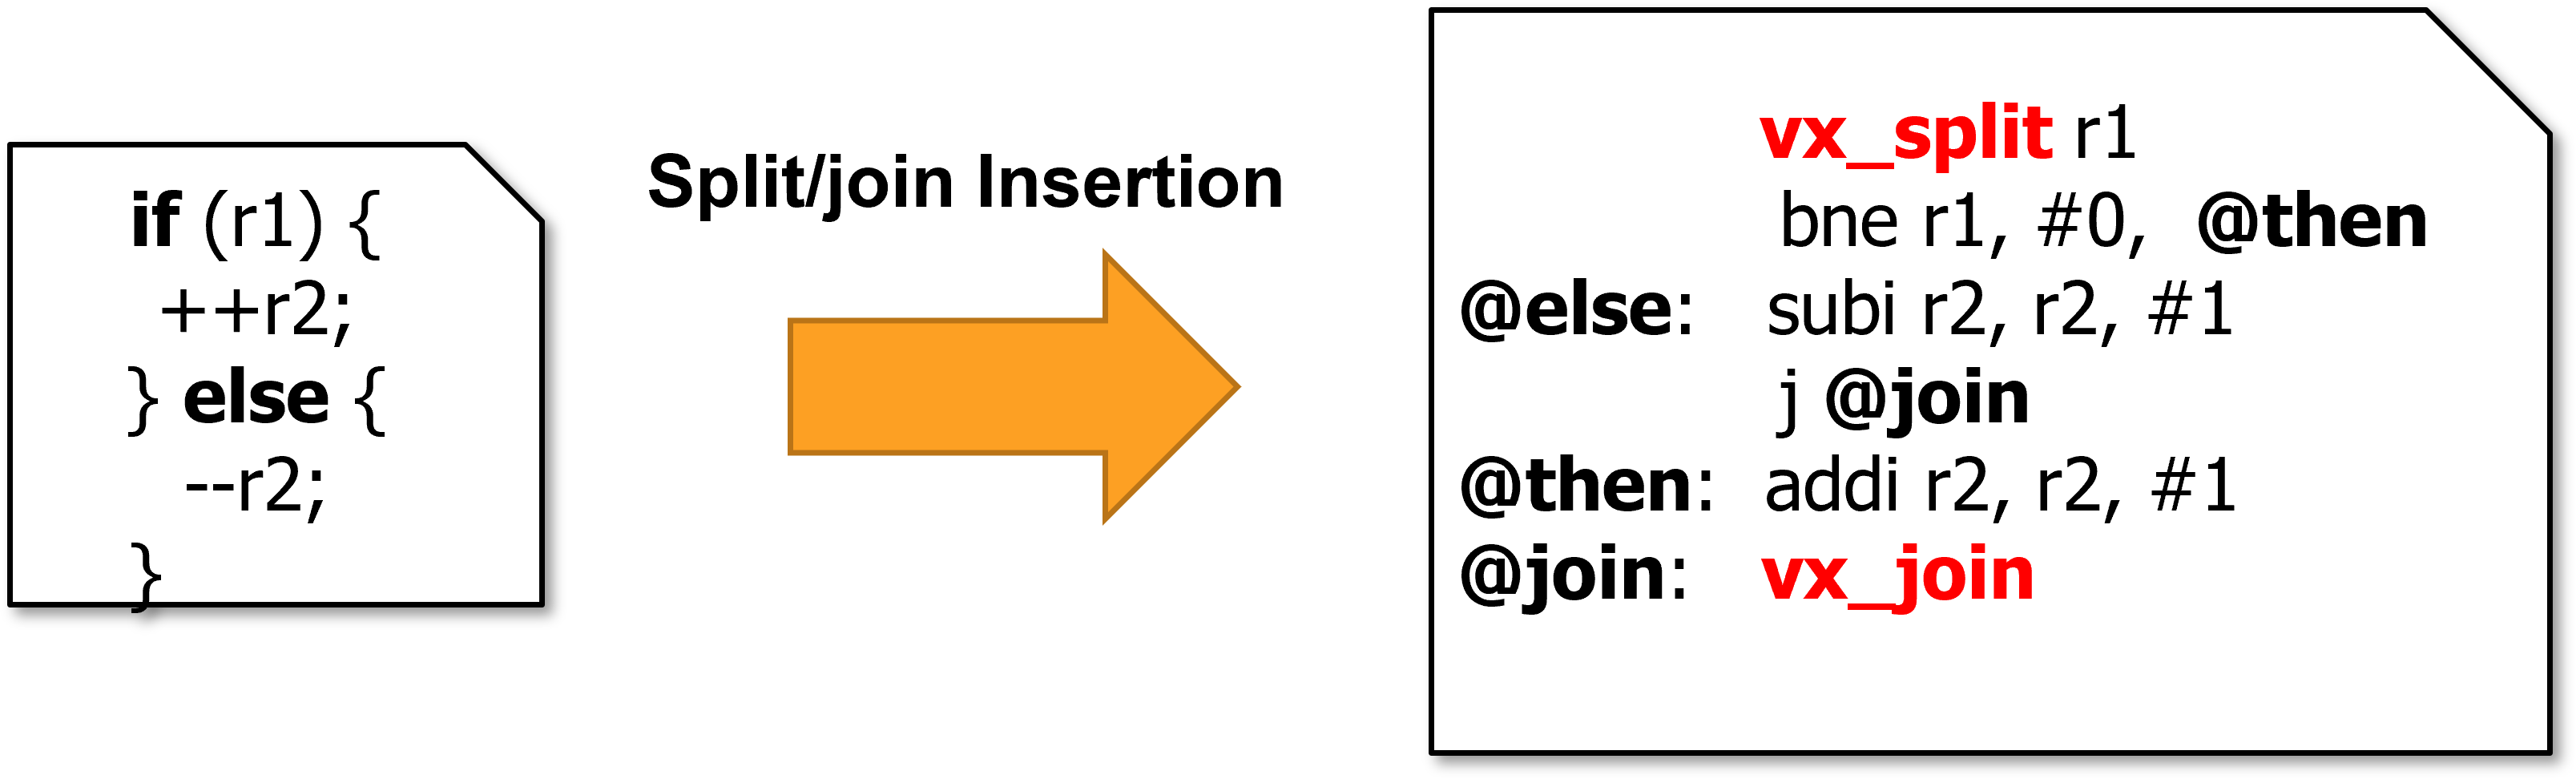 if (r1) {
++r2;
} else {
--r2;
}
Split/join Insertion
vx_split r1
bne r1, #0, @then
@else: subi r2, r2, #1
j @join
@then: addi r2, r2, #1
@join: vx_join